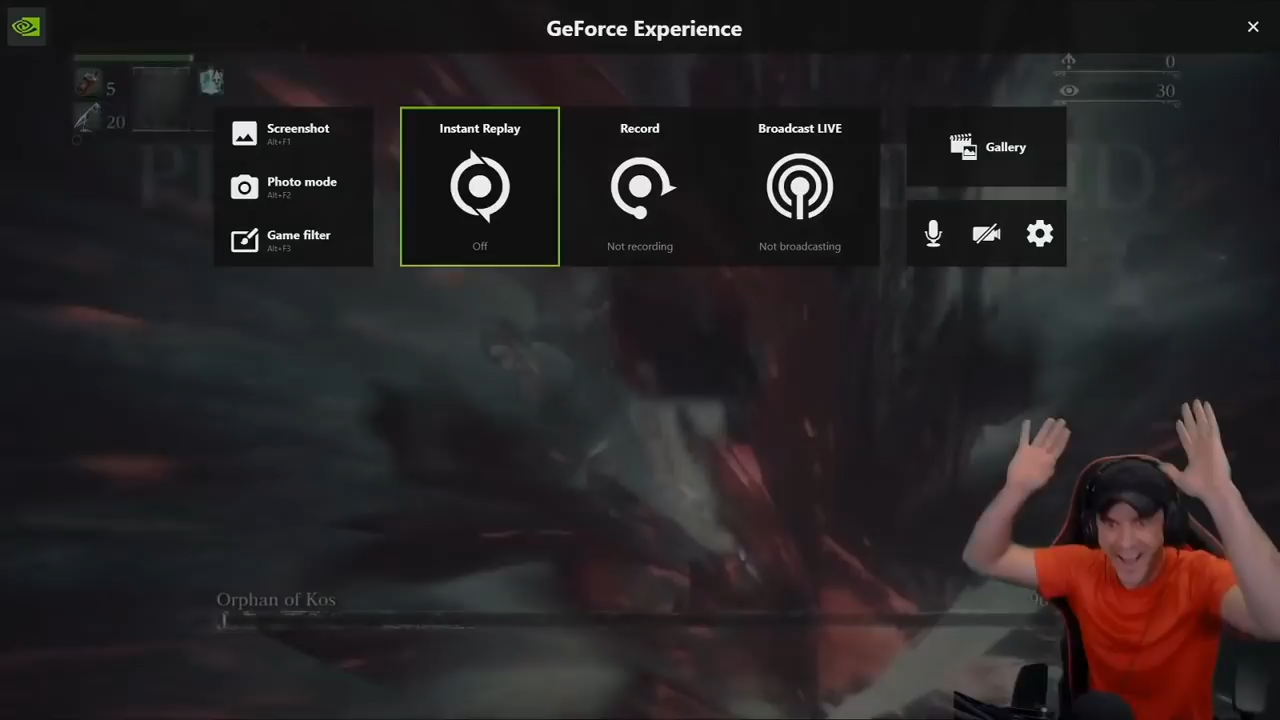 GeForce Experience
5
20
0
30
Screenshot
Alt+F1
Photo mode
Alt+F2
Game filter
Alt+F3
Instant Replay
Off
Record
Not recording
Broadcast LIVE
Not broadcasting
Gallery
Orphan of Kos